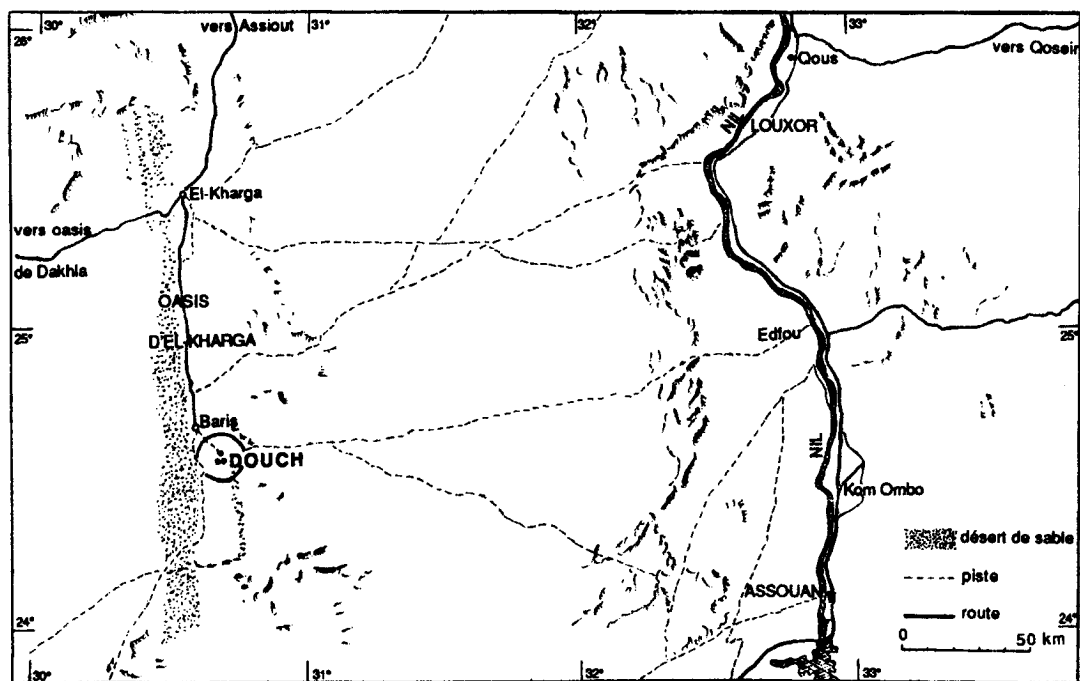 30°
31°
32°
33°
26°
vers Assiout
vers Qoseir
Qous
NIL
LOUXOR
El-Kharga
vers oasis
de Dakhla
OASIS
D'EL-KHARGA
25°
Edfou
25°
Baris
DOUCH
NIL
Kom Ombo
désert de sable
piste
ASSOUAN
route
24°
24°
0 50 km
30°
31°
32°
33°